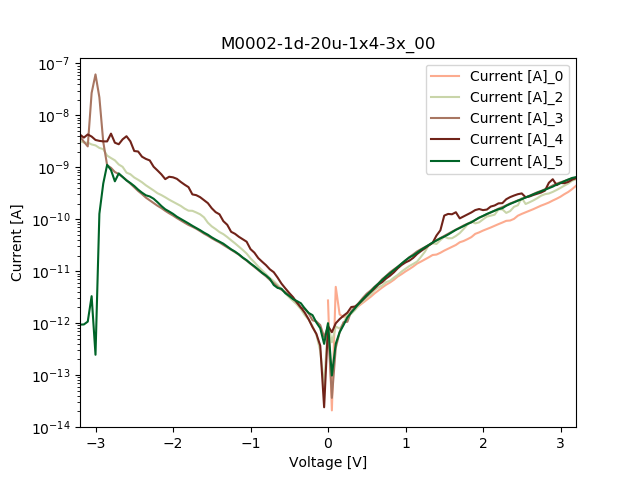 M0002-1d-20u-1x4-3x_00
Current [A]_0
Current [A]_2
Current [A]_3
Current [A]_4
Current [A]_5
10⁻⁷
10⁻⁸
10⁻⁹
10⁻¹⁰
10⁻¹¹
10⁻¹²
10⁻¹³
10⁻¹⁴
Current [A]
−3 −2 −1 0 1 2 3
Voltage [V]